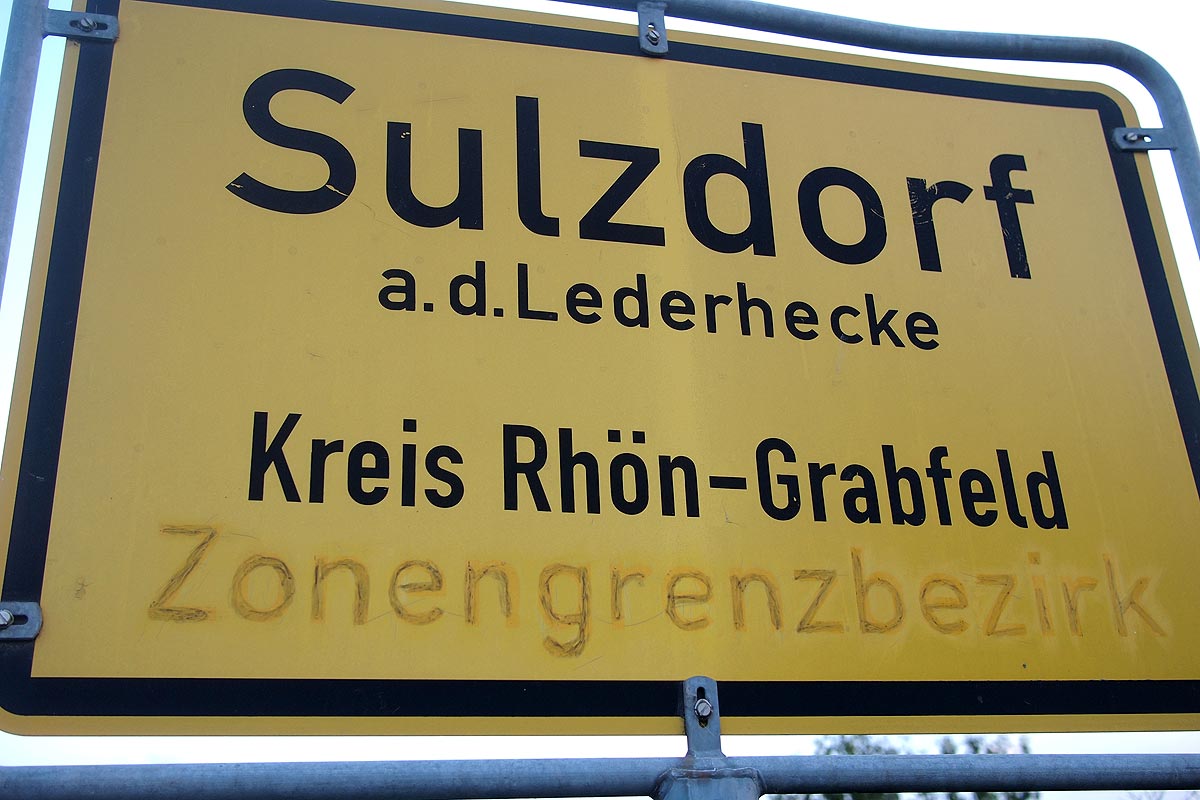 Sulzdorf
a.d.Lederhecke
Kreis Rhön-Grabfeld
Zonengrenzbezirk